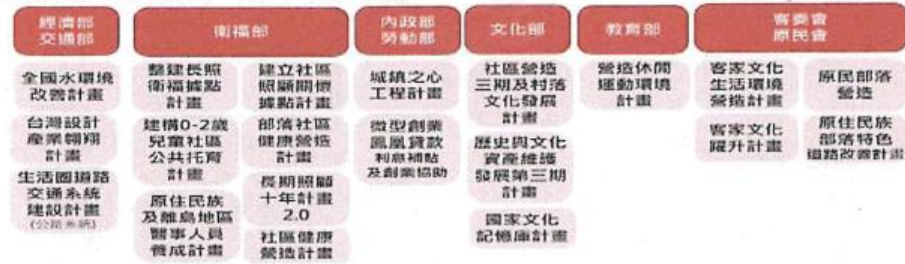 經濟部
交通部
全國水環境
改善計畫
台灣設計
產業翱翔
計畫
生活圈道路
交通系統
建設計畫
(公路系統)
衛福部
整建長照
衛福據點
計畫
建構0-2歲
兒童社區
公共托育
計畫
原住民族
及離島地區
醫事人員
養成計畫
建立社區
照顧關懷
據點計畫
部落社區
健康營造
計畫
長期照顧
十年計畫
2.0
社區健康
營造計畫
內政部
勞動部
城鎮之心
工程計畫
微型創業
鳳凰貸款
利息補貼
及創業協助
文化部
社區營造
三期及村落
文化發展
計畫
歷史與文化
資產維護
發展第三期
計畫
國家文化
記憶庫計畫
教育部
營造休閒
運動環境
計畫
客委會
原民會
客家文化
生活環境
營造計畫
客家文化
躍升計畫
原民部落
營造
原住民族
部落特色
道路改善計畫